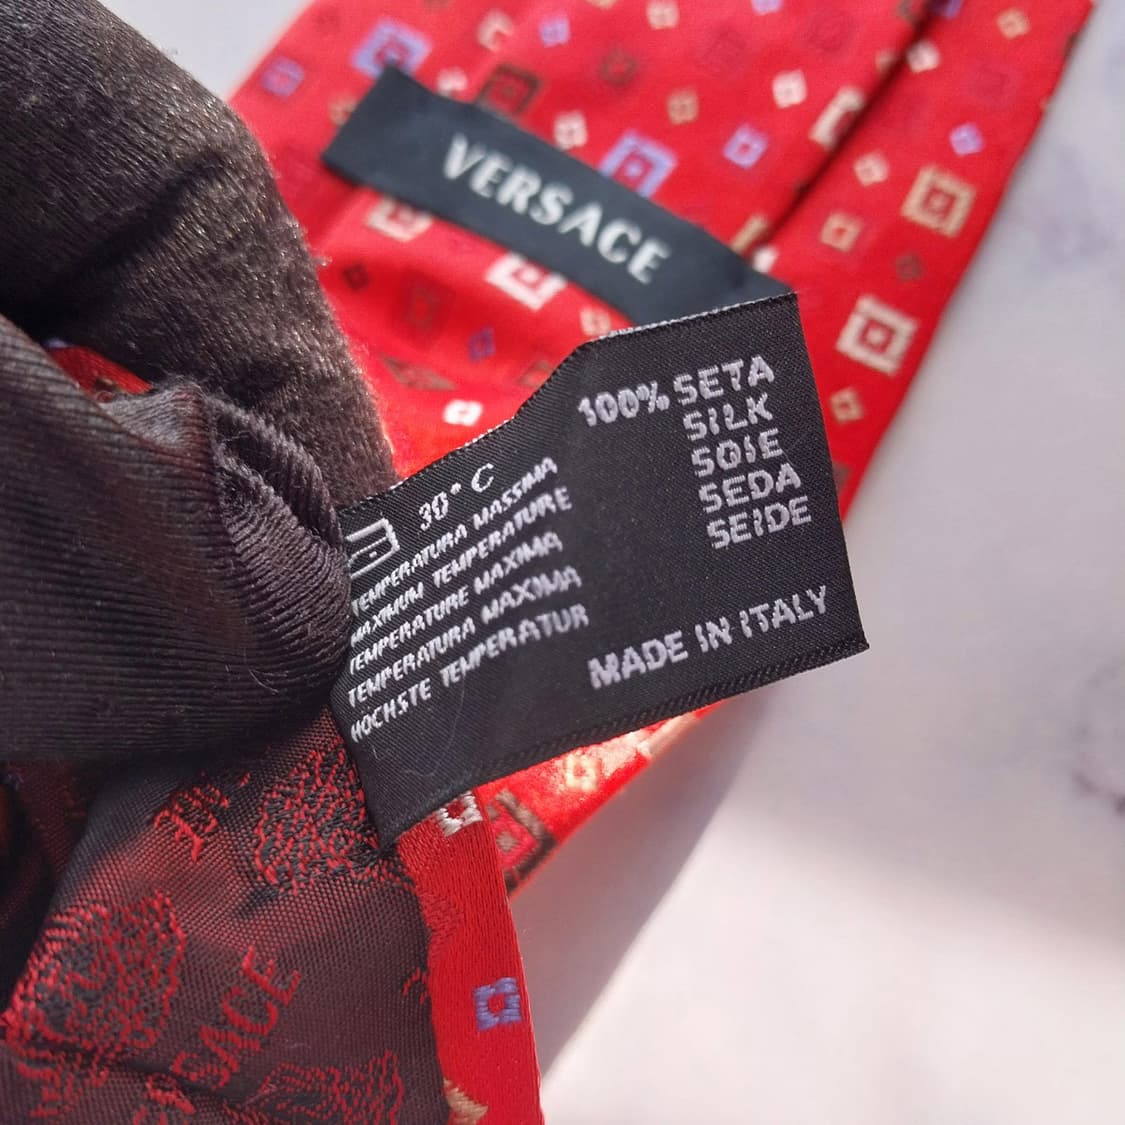 VERSACE
100% SETA
SILK
SOIE
SEDA
SEIDE
MADE IN ITALY
30° C
TEMPERATURA MASSIMA
MAXIMUM TEMPERATURE
TEMPERATURE MAXIMA
TEMPERATURA MAXIMA
HOCHSTE TEMPERATUR
SACE